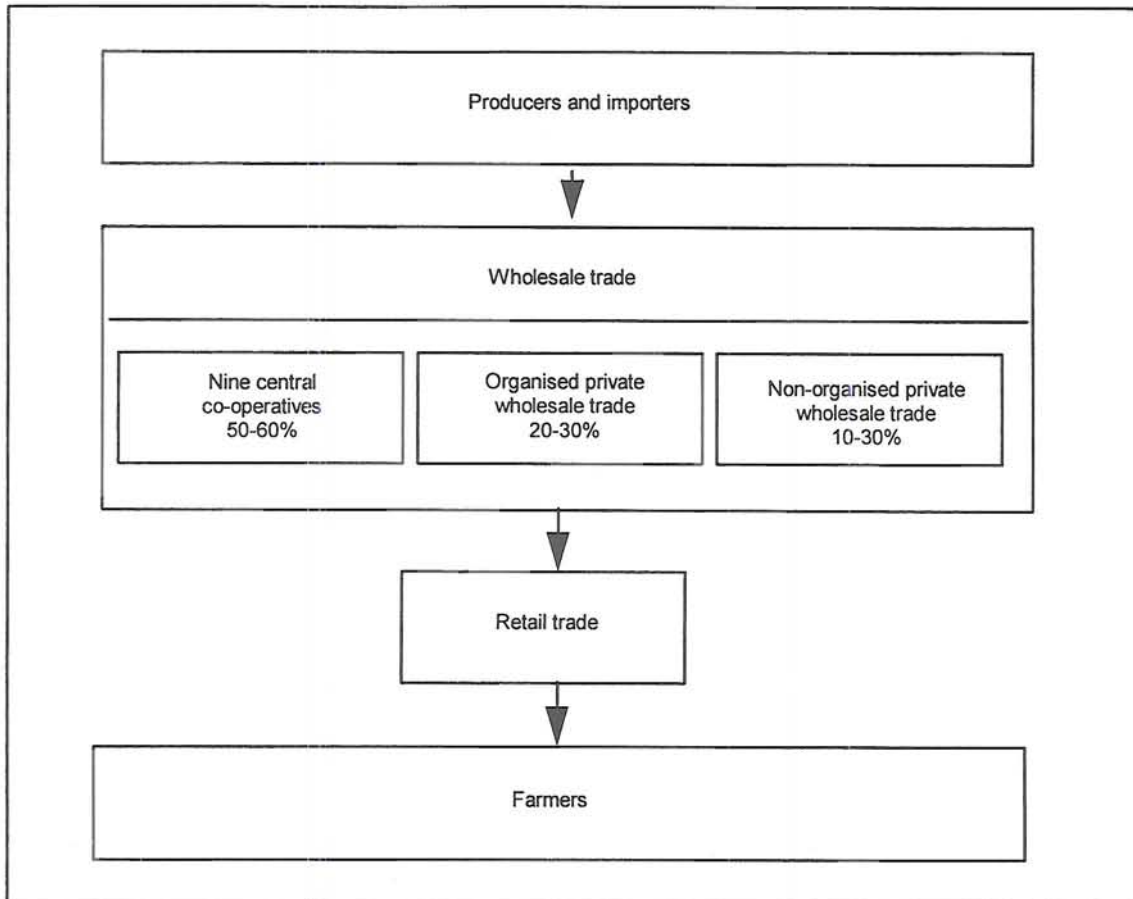 Producers and importers
Wholesale trade
Nine central
co-operatives
50-60%
Organised private
wholesale trade
20-30%
Non-organised private
wholesale trade
10-30%
Retail trade
Farmers